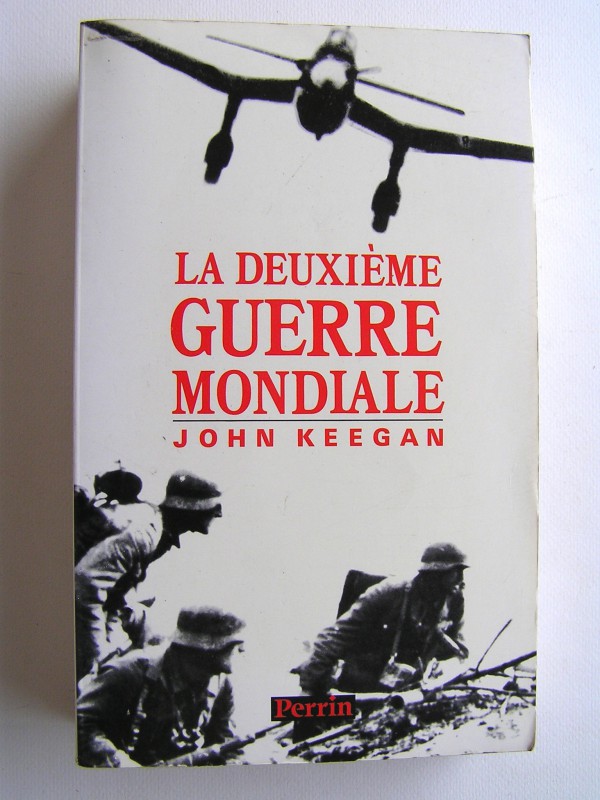 LA DEUXIÈME
GUERRE
MONDIALE
JOHN KEEGAN
Perrin